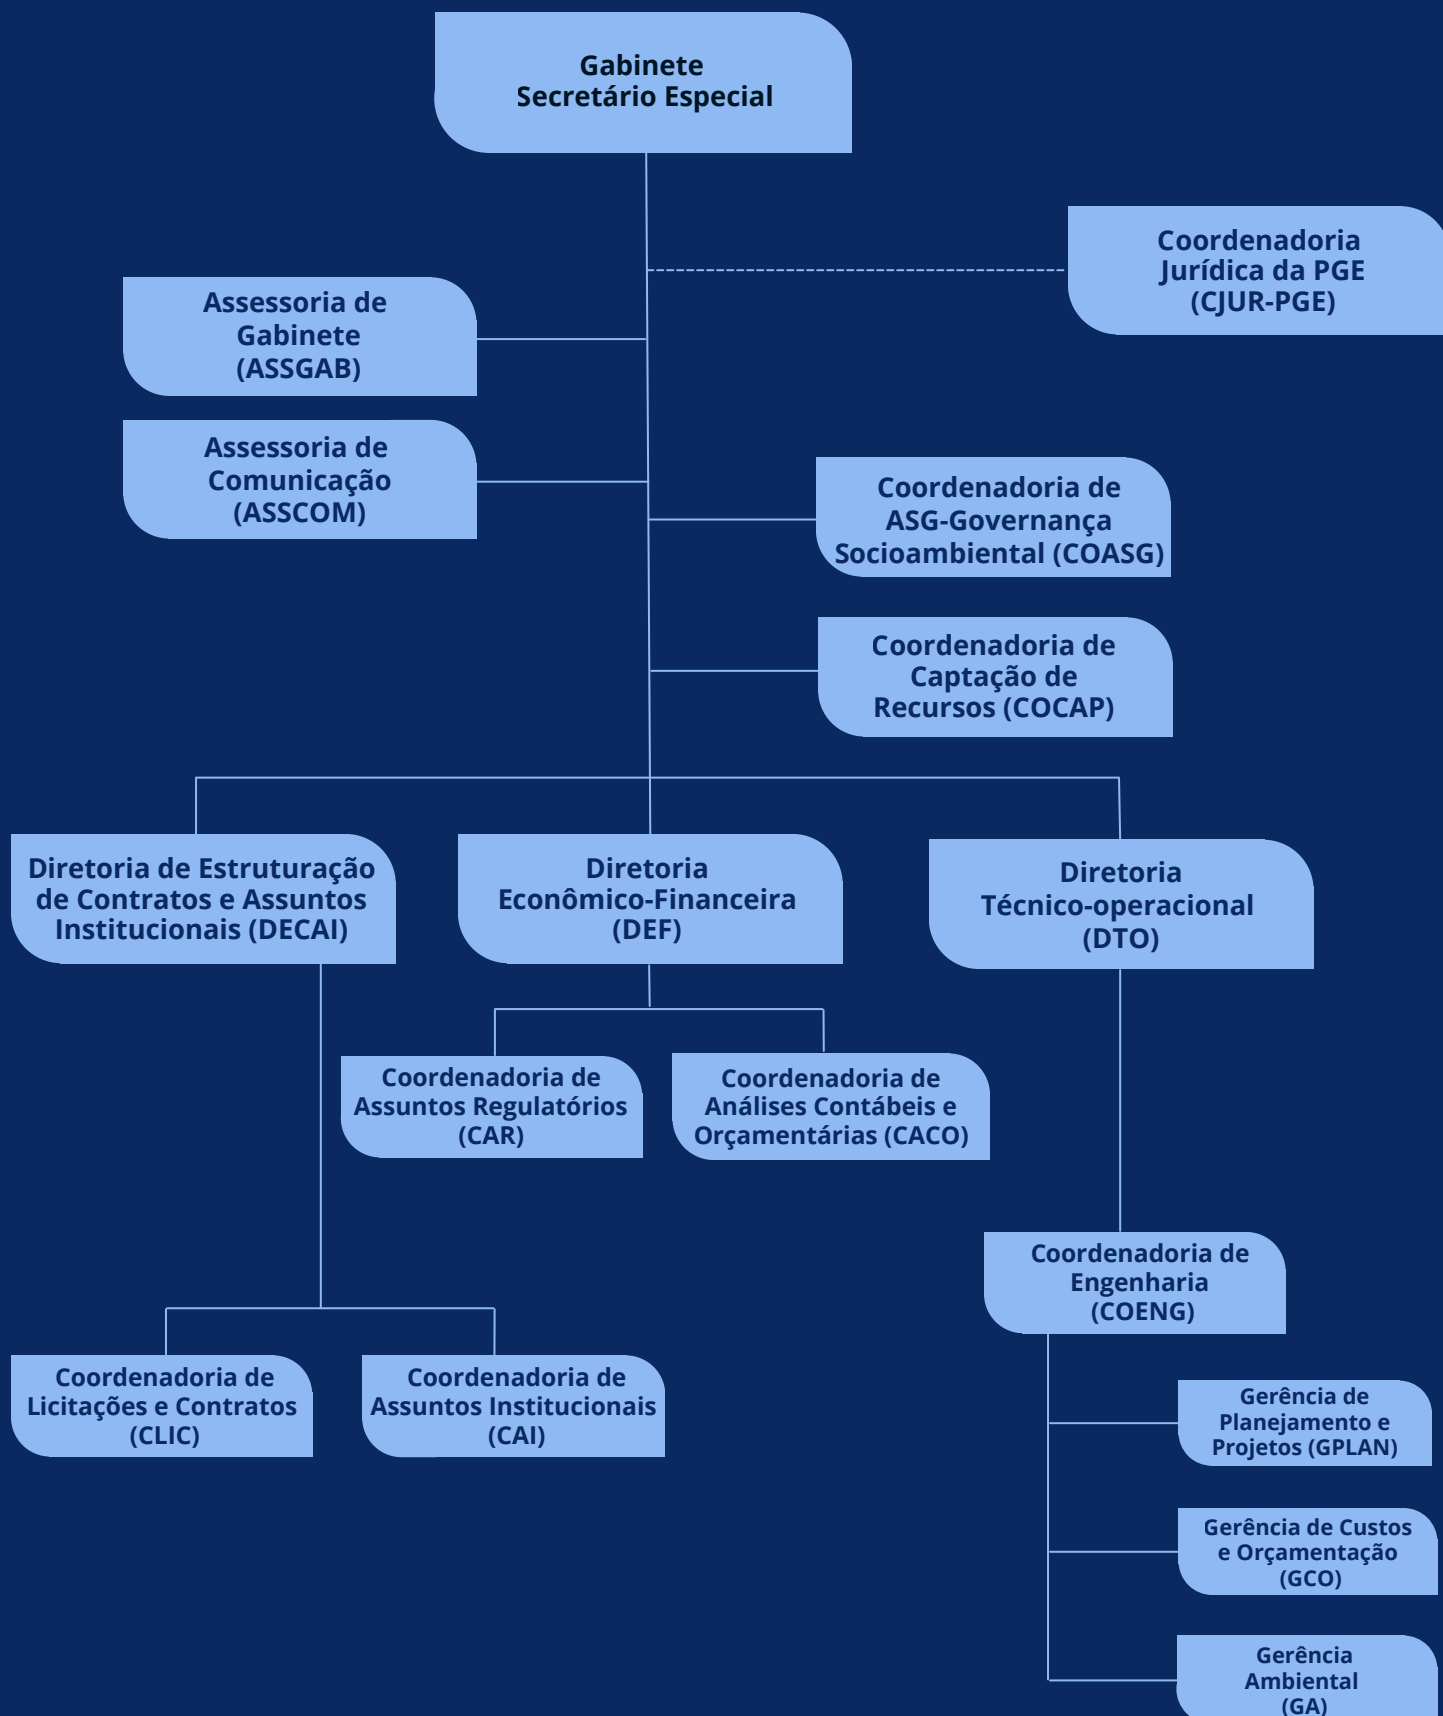 Gabinete
Secretário Especial
Coordenadoria
Jurídica da PGE
(CJUR-PGE)
Assessoria de
Gabinete
(ASSGAB)
Assessoria de
Comunicação
(ASSCOM)
Coordenadoria de
ASG-Governança
Socioambiental (COASG)
Coordenadoria de
Captação de
Recursos (COCAP)
Diretoria de Estruturação
de Contratos e Assuntos
Institucionais (DECAI)
Diretoria
Econômico-Financeira
(DEF)
Diretoria
Técnico-operacional
(DTO)
Coordenadoria de
Assuntos Regulatórios
(CAR)
Coordenadoria de
Análises Contábeis e
Orçamentárias (CACO)
Coordenadoria de
Engenharia
(COENG)
Coordenadoria de
Licitações e Contratos
(CLIC)
Coordenadoria de
Assuntos Institucionais
(CAI)
Gerência de
Planejamento e
Projetos (GPLAN)
Gerência de Custos
e Orçamentação
(GCO)
Gerência
Ambiental
(GA)